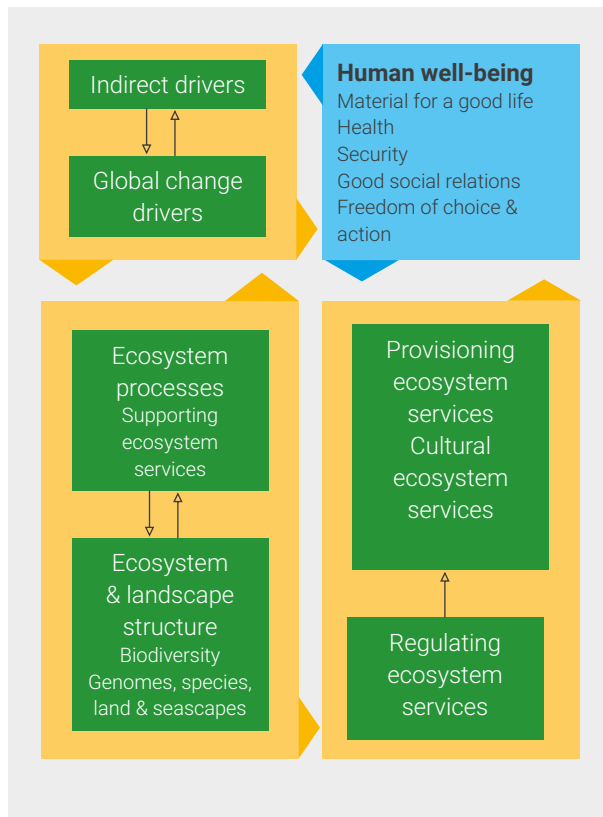 Indirect drivers
Global change
drivers
Human well-being
Material for a good life
Health
Security
Good social relations
Freedom of choice &
action
Ecosystem
processes
Supporting
ecosystem
services
Ecosystem
& landscape
structure
Biodiversity
Genomes, species,
land & seascapes
Provisioning
ecosystem
services
Cultural
ecosystem
services
Regulating
ecosystem
services